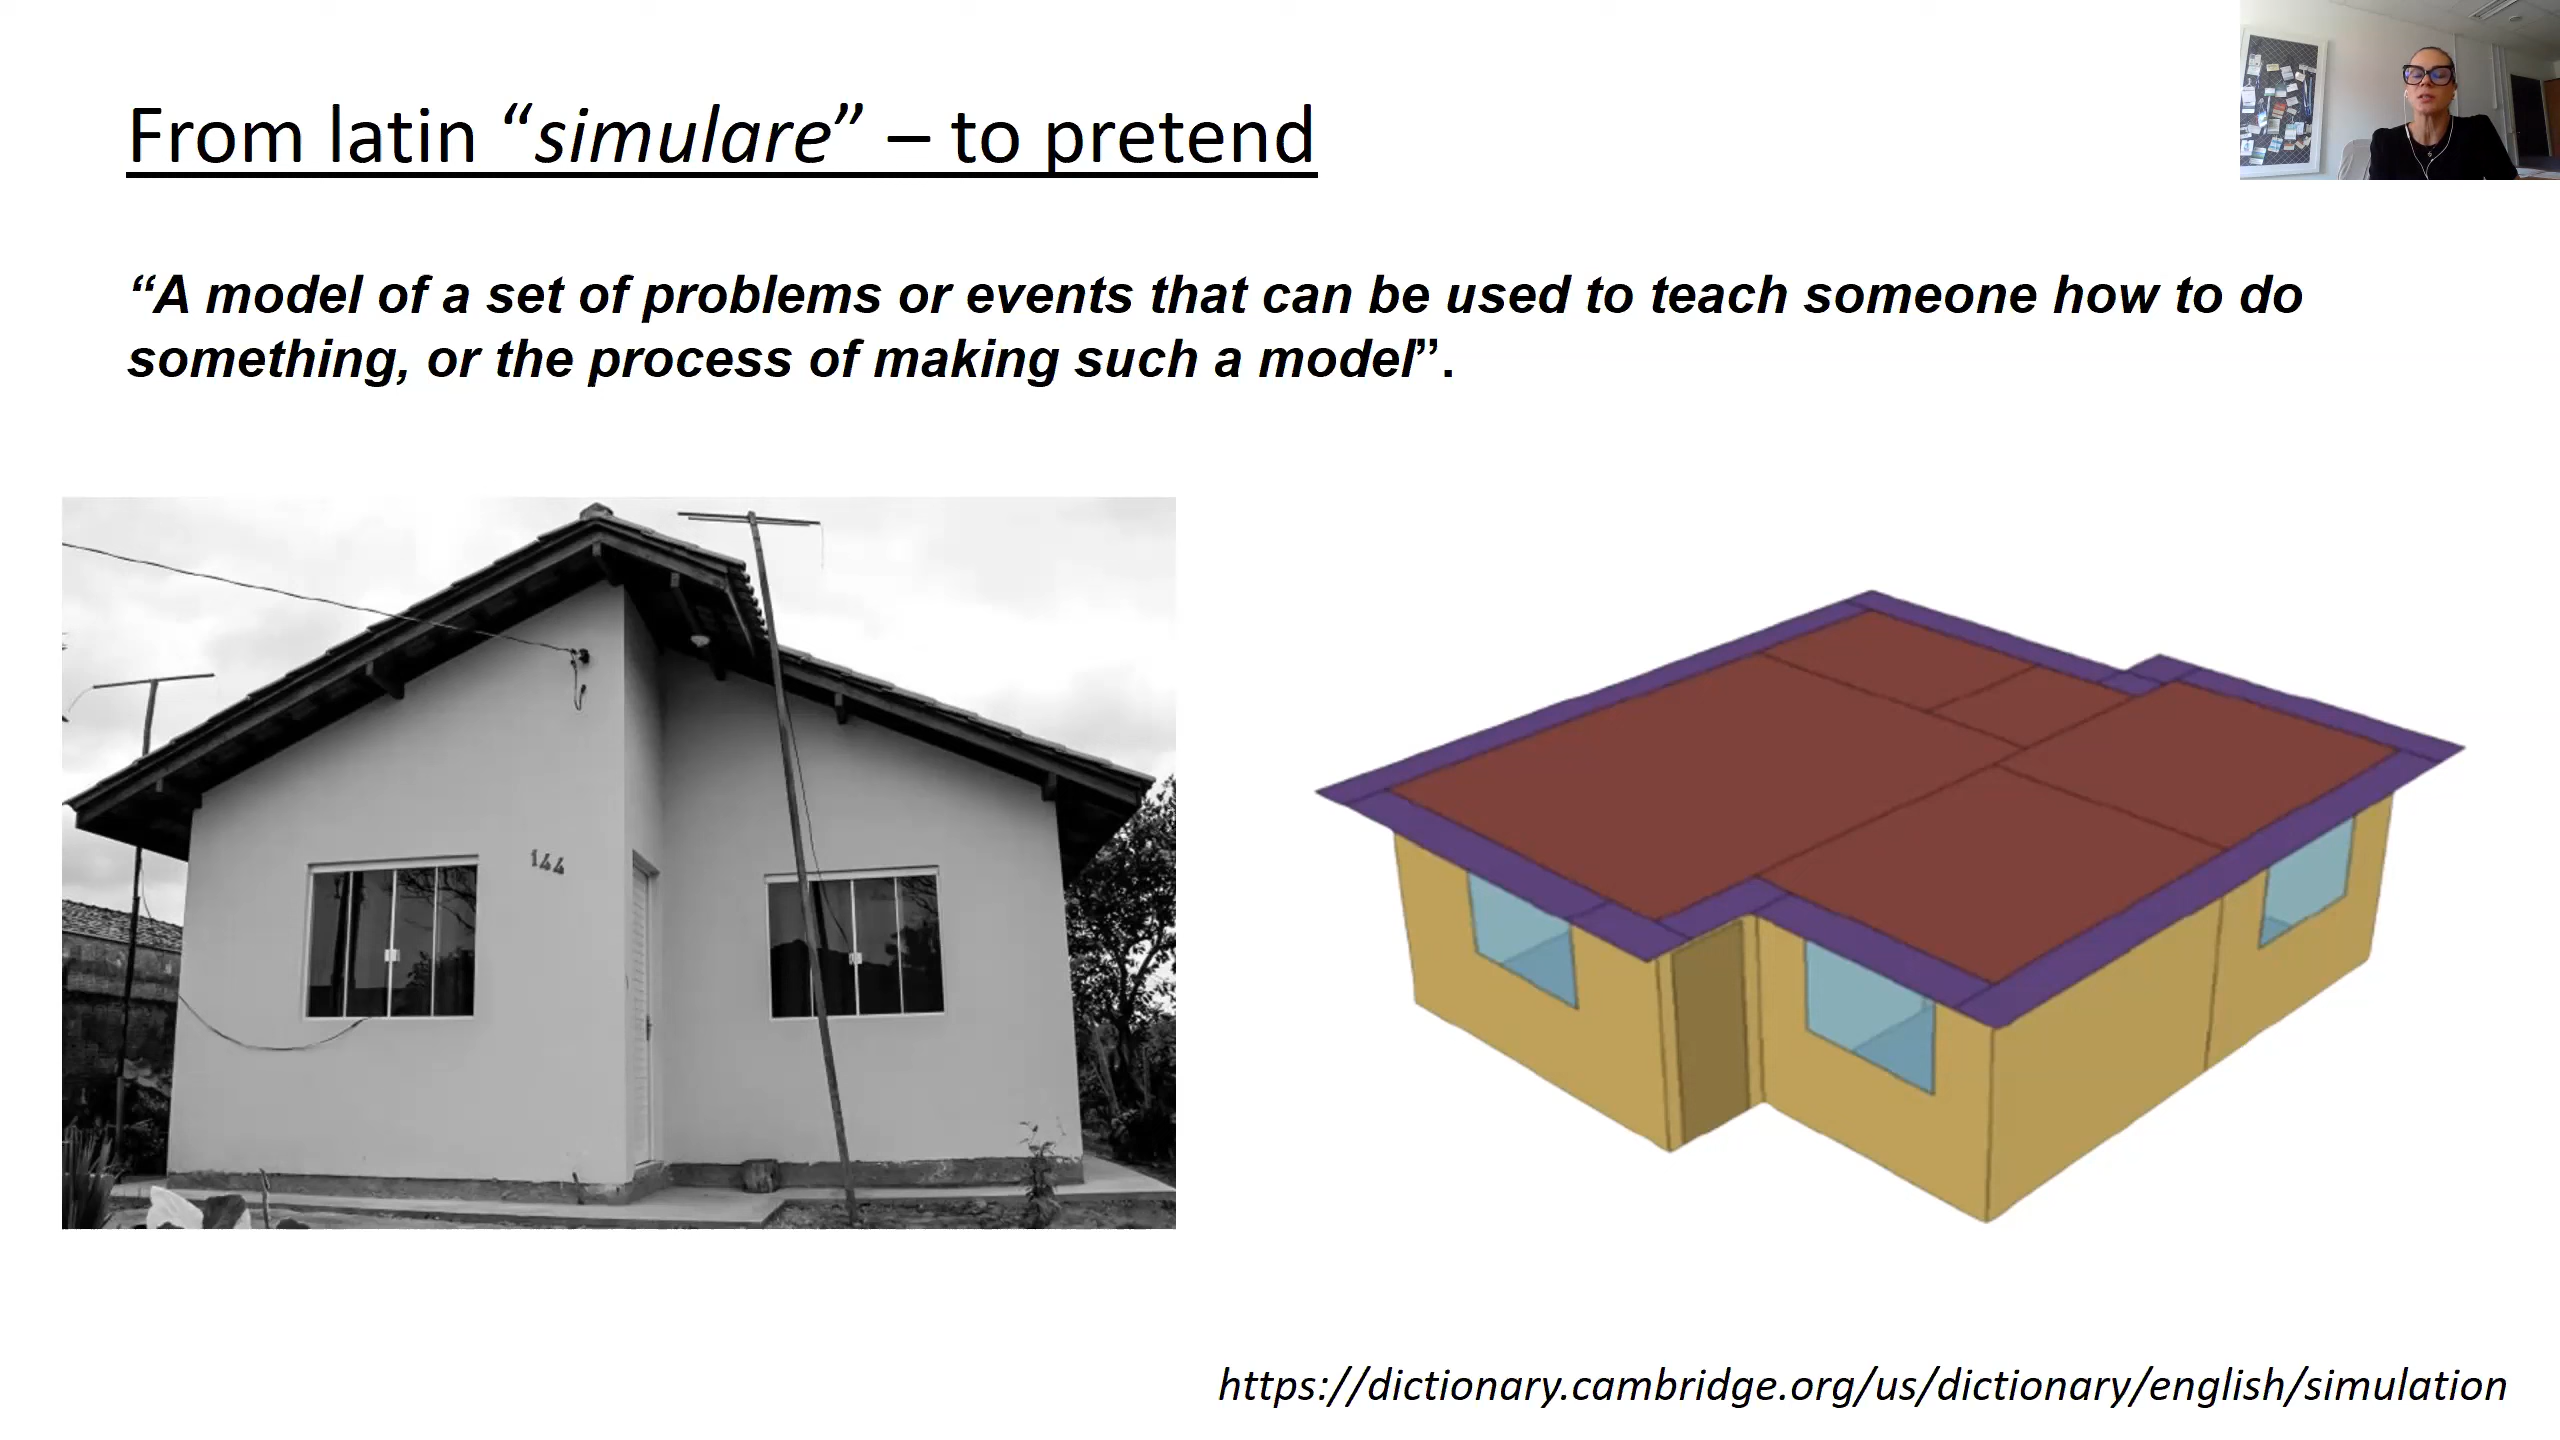 From latin “simulare” – to pretend
“A model of a set of problems or events that can be used to teach someone how to do
something, or the process of making such a model”.
144
https://dictionary.cambridge.org/us/dictionary/english/simulation